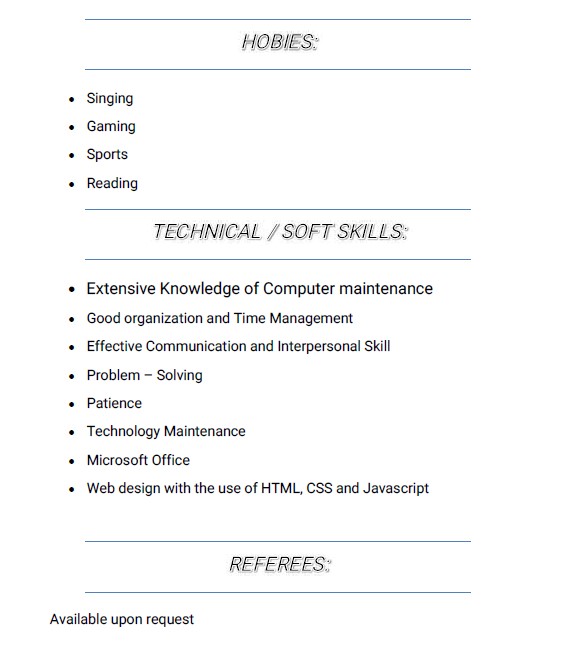 HOBIES:
• Singing
• Gaming
• Sports
• Reading
TECHNICAL / SOFT SKILLS:
• Extensive Knowledge of Computer maintenance
• Good organization and Time Management
• Effective Communication and Interpersonal Skill
• Problem – Solving
• Patience
• Technology Maintenance
• Microsoft Office
• Web design with the use of HTML, CSS and Javascript
REFEREES:
Available upon request